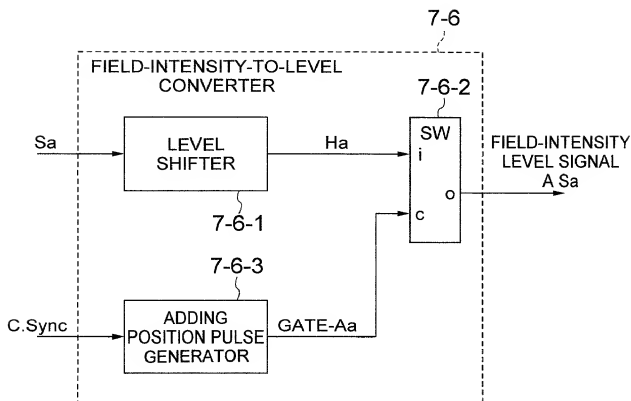 7-6
FIELD-INTENSITY-TO-LEVEL
CONVERTER
7-6-2
Sa
LEVEL
SHIFTER
Ha
SW
i
o
c
FIELD-INTENSITY
LEVEL SIGNAL
A Sa
7-6-1
7-6-3
C.Sync
ADDING
POSITION PULSE
GENERATOR
GATE-Aa